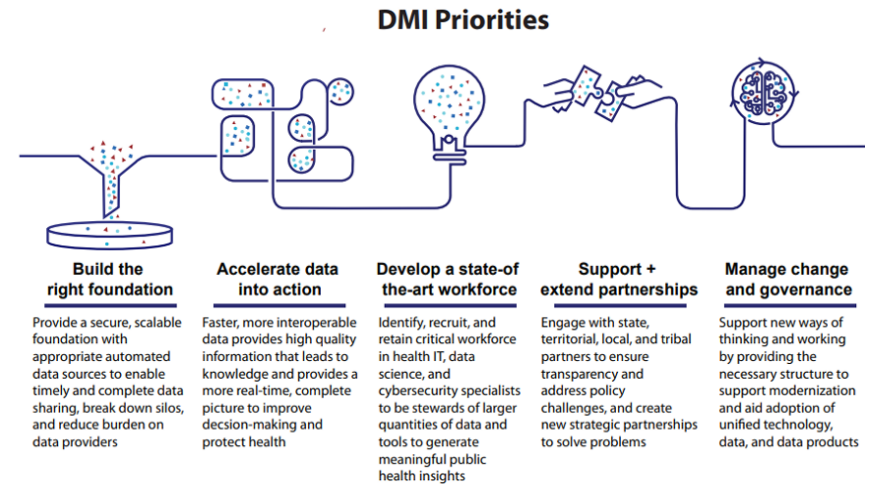 DMI Priorities
Build the
right foundation
Provide a secure, scalable
foundation with
appropriate automated
data sources to enable
timely and complete data
sharing, break down silos,
and reduce burden on
data providers
Accelerate data
into action
Faster, more interoperable
data provides high quality
information that leads to
knowledge and provides a
more real-time, complete
picture to improve
decsion-making and
protect health
Develop a state-of
the-art workforce
Identify, recruit, and
retain critical workforce
in health IT, data
science, and
cybersecurity specialists
to be stewards of larger
quantities of data and
tools to generate
meaningful public
health insights
Support +
extend partnerships
Engage with state,
territorial, local, and tribal
partners to ensure
transparency and
address policy
challenges, and create
new strategic partnerships
to solve problems
Manage change
and governance
Support new ways of
thinking and working
by providing the
necessary structure to
support modernization
and aid adoption of
unified technology,
data, and data products